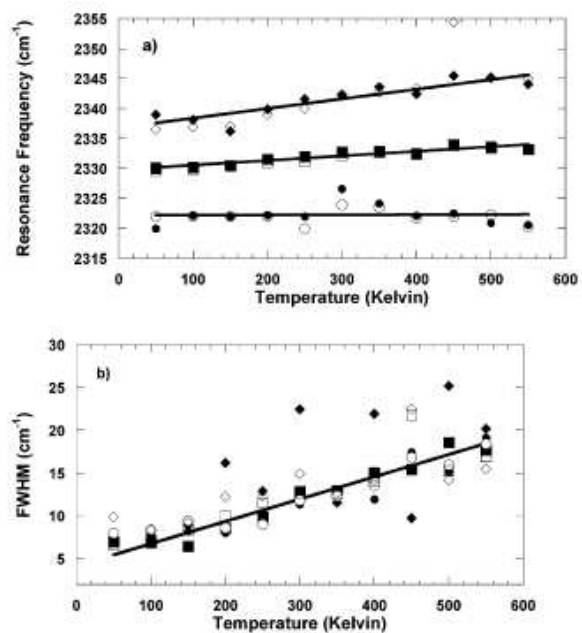 2355
2350
2345
2340
2335
2330
2325
2320
2315
Resonance Frequency (cm-1)
a)
0 100 200 300 400 500 600
Temperature (Kelvin)
30
25
20
15
10
5
FWHM (cm-1)
b)
0 100 200 300 400 500 600
Temperature (Kelvin)